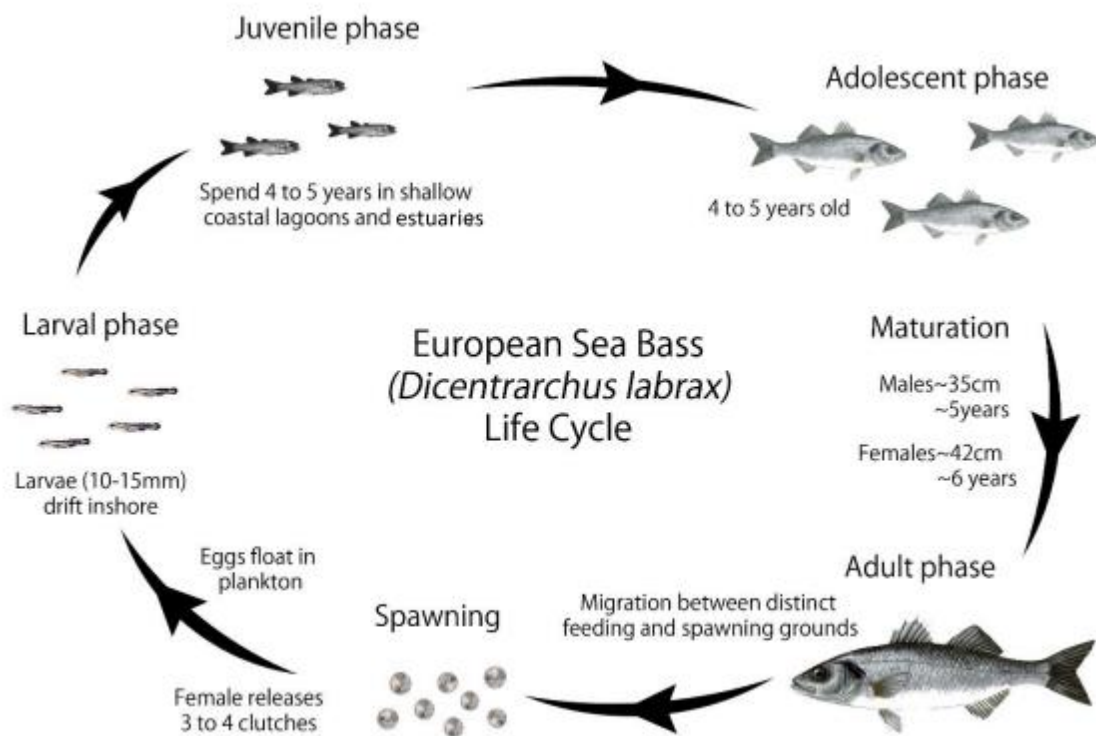 Juvenile phase
Spend 4 to 5 years in shallow
coastal lagoons and estuaries
Adolescent phase
4 to 5 years old
Larval phase
Larvae (10-15mm)
drift inshore
European Sea Bass
(Dicentrarchus labrax)
Life Cycle
Maturation
Males~35cm
~5years
Females~42cm
~6 years
Adult phase
Migration between distinct
feeding and spawning grounds
Spawning
Eggs float in
plankton
Female releases
3 to 4 clutches